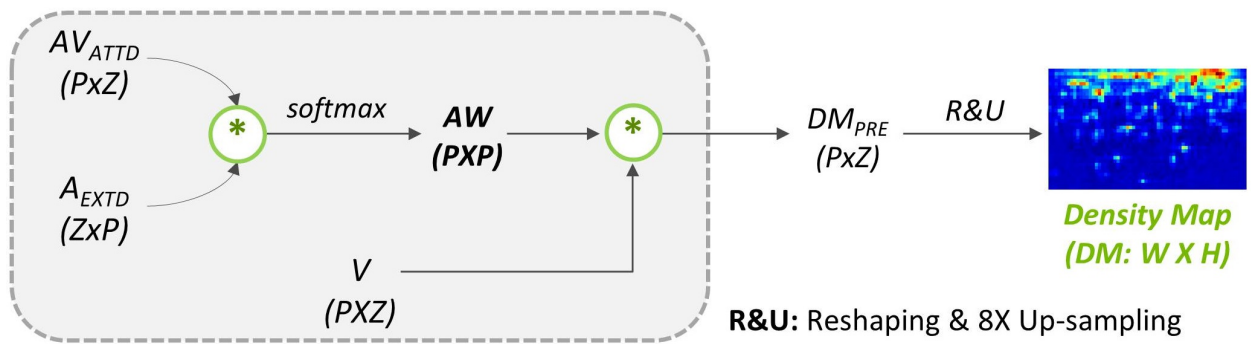 AV_ATTD
(PxZ)
*
softmax
AW
(PXP)
*
A_EXTD
(ZxP)
V
(PXZ)
DM_PRE
(PxZ)
R&U
Density Map
(DM: W X H)
R&U: Reshaping & 8X Up-sampling